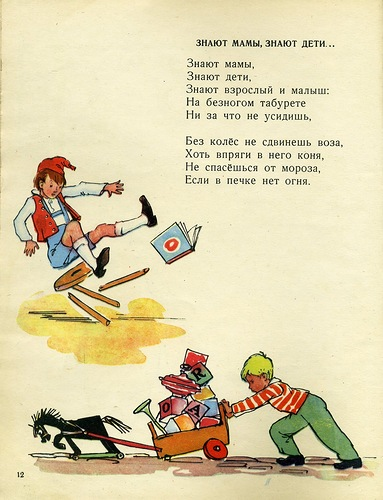 ЗНАЮТ МАМЫ, ЗНАЮТ ДЕТИ...
Знают мамы,
Знают дети,
Знают взрослый и малыш:
На безногом табурете
Ни за что не усидишь,
Без колёс не сдвинешь воза,
Хоть впряги в него коня,
Не спасёшься от мороза,
Если в печке нет огня.
О
Я
О
А
12